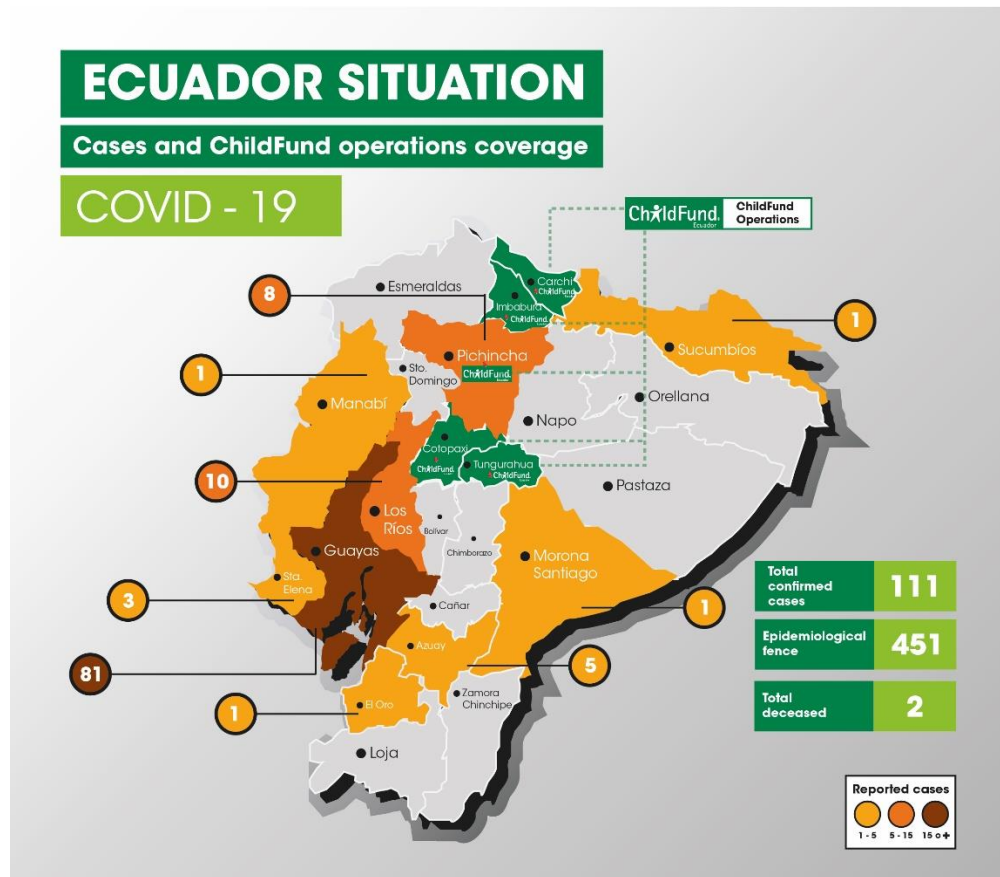 ECUADOR SITUATION
Cases and ChildFund operations coverage
COVID - 19
ChildFund
Ecuador
ChildFund
Operations
8
Esmeraldas
Carchi
ChildFund
Imbabura
ChildFund
1
Sucumbíos
Pichincha
ChildFund
Ecuador
1
Sto.
Domingo
Manabí
Orellana
Napo
Cotopaxi
ChildFund
Tungurahua
ChildFund
10
Pastaza
Los
Ríos
Bolívar
Chimborazo
Guayas
Morona
Santiago
Sta.
Elena
3
Cañar
1
Azuay
5
81
El Oro
1
Zamora
Chinchipe
Loja
Total
confirmed
cases
111
Epidemiological
fence
451
Total
deceased
2
Reported cases
1 - 5
5 - 15
15 o +